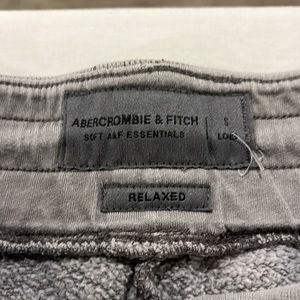 ABERCROMBIE & FITCH
SOFT A&F ESSENTIALS
S
RELAXED